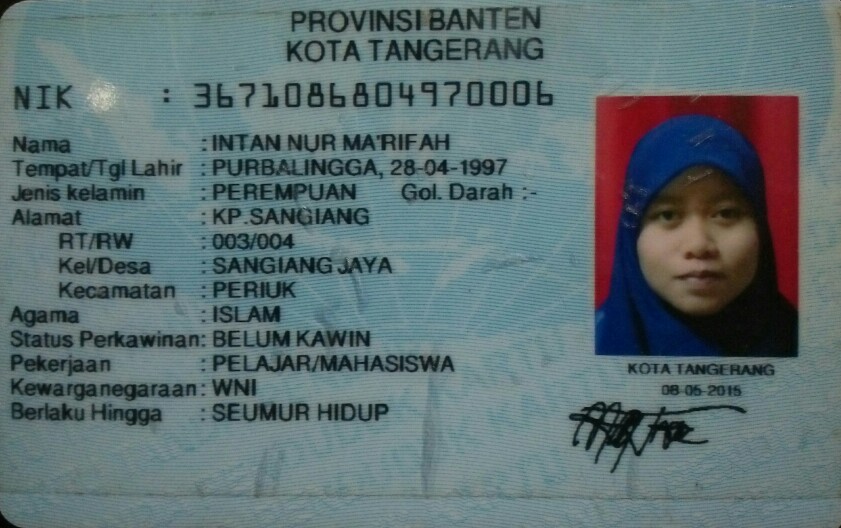 PROVINSI BANTEN
KOTA TANGERANG
NIK : 3671086804970006
Nama : INTAN NUR MA'RIFAH
Tempat/Tgl Lahir : PURBALINGGA, 28-04-1997
Jenis kelamin : PEREMPUAN Gol. Darah :-
Alamat : KP.SANGIANG
RT/RW : 003/004
Kel/Desa : SANGIANG JAYA
Kecamatan : PERIUK
Agama : ISLAM
Status Perkawinan: BELUM KAWIN
Pekerjaan : PELAJAR/MAHASISWA
Kewarganegaraan: WNI
Berlaku Hingga : SEUMUR HIDUP
KOTA TANGERANG
08-05-2015